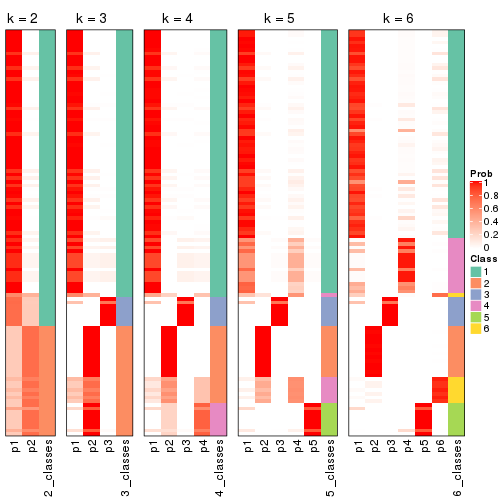 k = 2
k = 3
k = 4
k = 5
k = 6
Prob
1
0.8
0.6
0.4
0.2
0
Class
1
2
3
4
5
6
p1
p2
2_classes
p1
p2
p3
3_classes
p1
p2
p3
p4
4_classes
p1
p2
p3
p4
p5
5_classes
p1
p2
p3
p4
p5
p6
6_classes